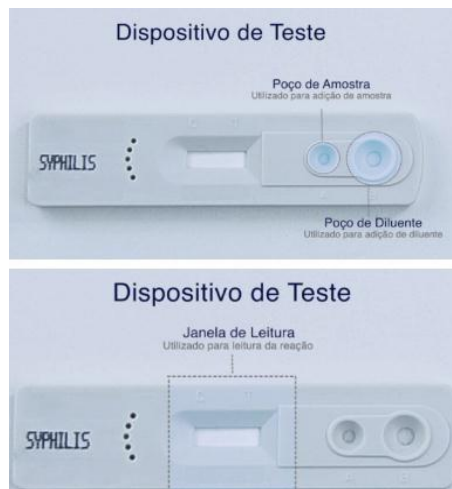 Dispositivo de Teste
Poço de Amostra
Utilizado para adição de amostra
SYPHILIS
Poço de Diluente
Utilizado para adição de diluente
Dispositivo de Teste
Janela de Leitura
Utilizado para leitura da reação
SYPHILIS